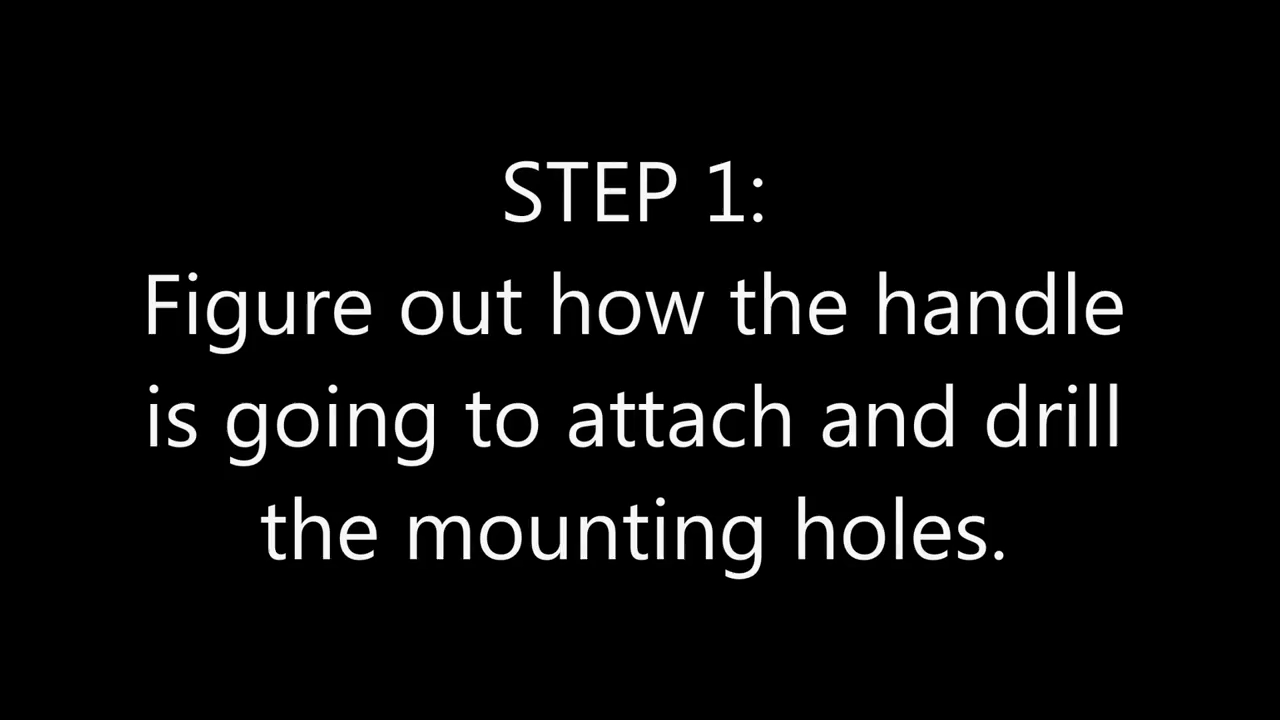 STEP 1:
Figure out how the handle
is going to attach and drill
the mounting holes.